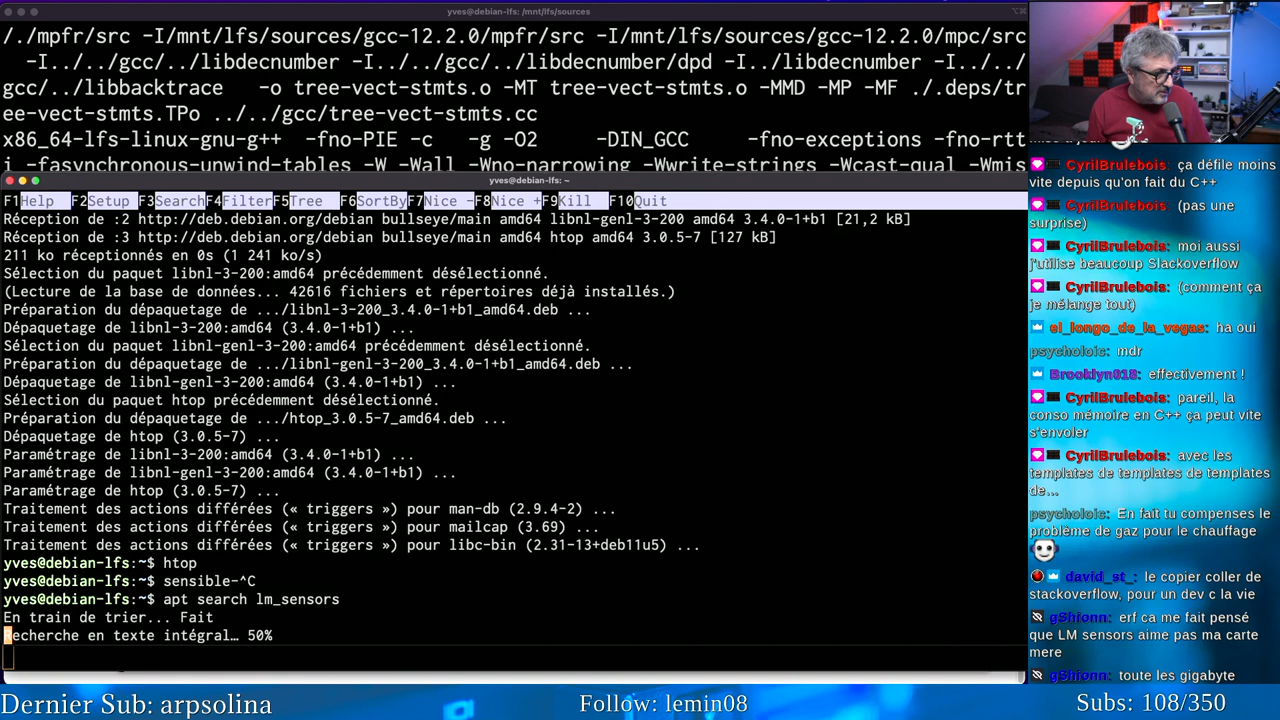 yves@debian-lfs: /mnt/lfs/sources
/./mpfr/src -I/mnt/lfs/sources/gcc-12.2.0/mpfr/src -I/mnt/lfs/sources/gcc-12.2.0/mpc/src
-I../../gcc/../libdecnumber -I../../gcc/../libdecnumber/dpd -I../libdecnumber -I../../
gcc/../libbacktrace -o tree-vect-stmts.o -MT tree-vect-stmts.o -MMD -MP -MF ./.deps/tr
ee-vect-stmts.TPo ../../gcc/tree-vect-stmts.cc
x86_64-lfs-linux-gnu-g++ -fno-PIE -c -g -O2 -DIN_GCC -fno-exceptions -fno-rtt
i -fasynchronous-unwind-tables -W -Wall -Wno-narrowing -Wwrite-strings -Wcast-qual -Wmis
yves@debian-lfs: ~
F1Help F2Setup F3SearchF4FilterF5Tree F6SortByF7Nice -F8Nice +F9Kill F10Quit
Réception de :2 http://deb.debian.org/debian bullseye/main amd64 libnl-genl-3-200 amd64 3.4.0-1+b1 [21,2 kB]
Réception de :3 http://deb.debian.org/debian bullseye/main amd64 htop amd64 3.0.5-7 [127 kB]
211 ko réceptionnés en 0s (1 241 ko/s)
Sélection du paquet libnl-3-200:amd64 précédemment désélectionné.
(Lecture de la base de données... 42616 fichiers et répertoires déjà installés.)
Préparation du dépaquetage de .../libnl-3-200_3.4.0-1+b1_amd64.deb ...
Dépaquetage de libnl-3-200:amd64 (3.4.0-1+b1) ...
Sélection du paquet libnl-genl-3-200:amd64 précédemment désélectionné.
Préparation du dépaquetage de .../libnl-genl-3-200_3.4.0-1+b1_amd64.deb ...
Dépaquetage de libnl-genl-3-200:amd64 (3.4.0-1+b1) ...
Sélection du paquet htop précédemment désélectionné.
Préparation du dépaquetage de .../htop_3.0.5-7_amd64.deb ...
Dépaquetage de htop (3.0.5-7) ...
Paramétrage de libnl-3-200:amd64 (3.4.0-1+b1) ...
Paramétrage de libnl-genl-3-200:amd64 (3.4.0-1+b1) ...
Paramétrage de htop (3.0.5-7) ...
Traitement des actions différées (« triggers ») pour man-db (2.9.4-2) ...
Traitement des actions différées (« triggers ») pour mailcap (3.69) ...
Traitement des actions différées (« triggers ») pour libc-bin (2.31-13+deb11u5) ...
yves@debian-lfs:~$ htop
yves@debian-lfs:~$ sensible-^C
yves@debian-lfs:~$ apt search lm_sensors
En train de trier... Fait
Recherche en texte intégral… 50%
CyrilBrulebois: ça défile moins
vite depuis qu'on fait du C++
CyrilBrulebois: (pas une
surprise)
CyrilBrulebois: moi aussi
j'utilise beaucoup Slackoverflow
CyrilBrulebois: (comment ça
je mélange tout)
el_longo_de_la_vegas: ha oui
psycholoic: mdr
Brooklyn018: effectivement !
CyrilBrulebois: pareil, la
conso mémoire en C++ ça peut vite
s'envoler
CyrilBrulebois: avec les
templates de templates de templates
de...
psycholoic: En fait tu compenses le
problème de gaz pour le chauffage
david_st_: le copier coller de
stackoverflow, pour un dev c la vie
gShionn: erf ca me fait pensé
que LM sensors aime pas ma carte
mere
gShionn: toute les gigabyte
Dernier Sub: arpsolina
Follow: lemin08
Subs: 108/350